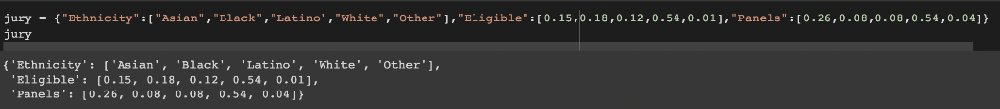 jury = {"Ethnicity":["Asian","Black","Latino","White","Other"],"Eligible":[0.15,0.18,0.12,0.54,0.01],"Panels":[0.26,0.08,0.08,0.54,0.04]}
jury
{'Ethnicity': ['Asian', 'Black', 'Latino', 'White', 'Other'],
 'Eligible': [0.15, 0.18, 0.12, 0.54, 0.01],
 'Panels': [0.26, 0.08, 0.08, 0.54, 0.04]}